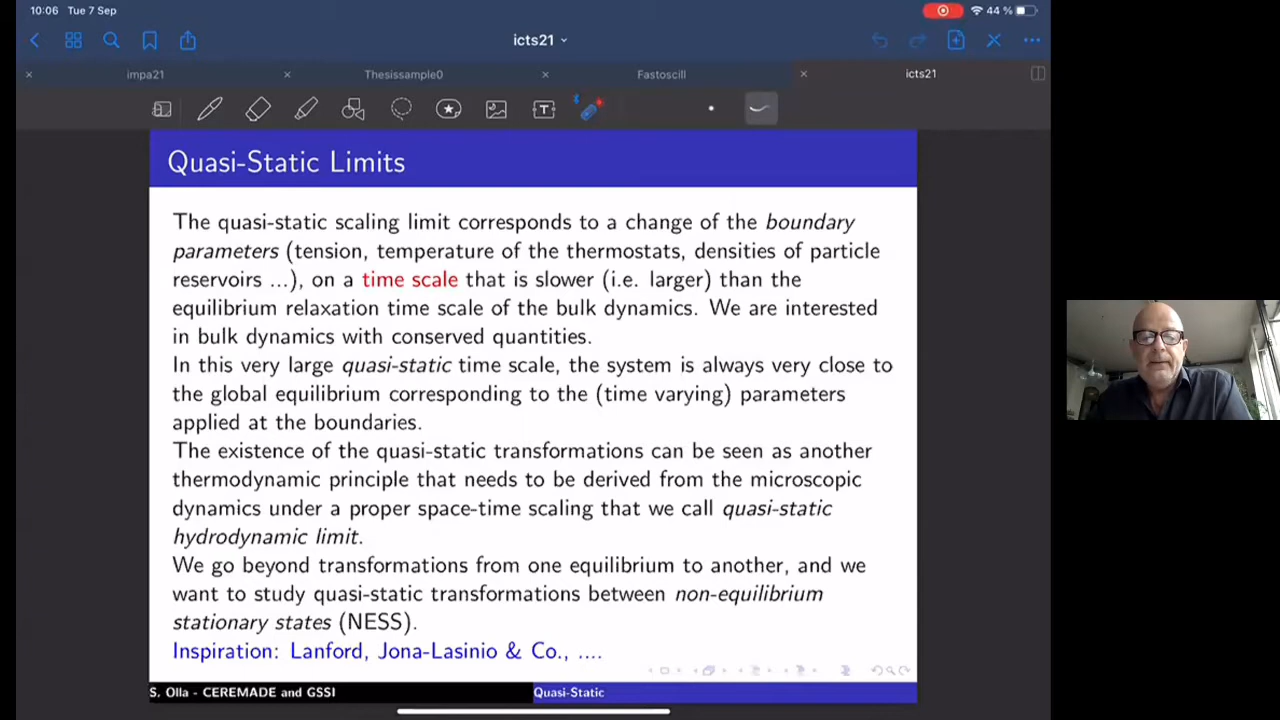 10:06 Tue 7 Sep
44 %
icts21
impa21
Thesissample0
Fastoscill
icts21
T
Quasi-Static Limits
The quasi-static scaling limit corresponds to a change of the boundary
parameters (tension, temperature of the thermostats, densities of particle
reservoirs ...), on a time scale that is slower (i.e. larger) than the
equilibrium relaxation time scale of the bulk dynamics. We are interested
in bulk dynamics with conserved quantities.
In this very large quasi-static time scale, the system is always very close to
the global equilibrium corresponding to the (time varying) parameters
applied at the boundaries.
The existence of the quasi-static transformations can be seen as another
thermodynamic principle that needs to be derived from the microscopic
dynamics under a proper space-time scaling that we call quasi-static
hydrodynamic limit.
We go beyond transformations from one equilibrium to another, and we
want to study quasi-static transformations between non-equilibrium
stationary states (NESS).
Inspiration: Lanford, Jona-Lasinio & Co., ....
S. Olla - CEREMADE and GSSI
Quasi-Static